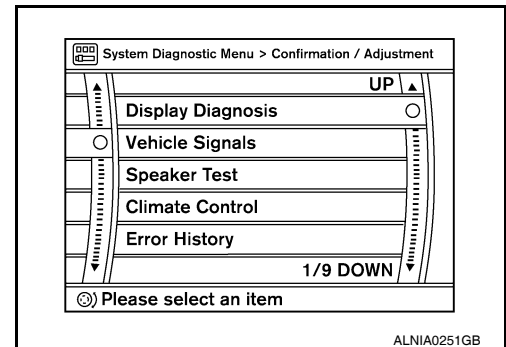 System Diagnostic Menu > Confirmation / Adjustment
UP
Display Diagnosis
Vehicle Signals
Speaker Test
Climate Control
Error History
1/9 DOWN
Please select an item
ALNIA0251GB